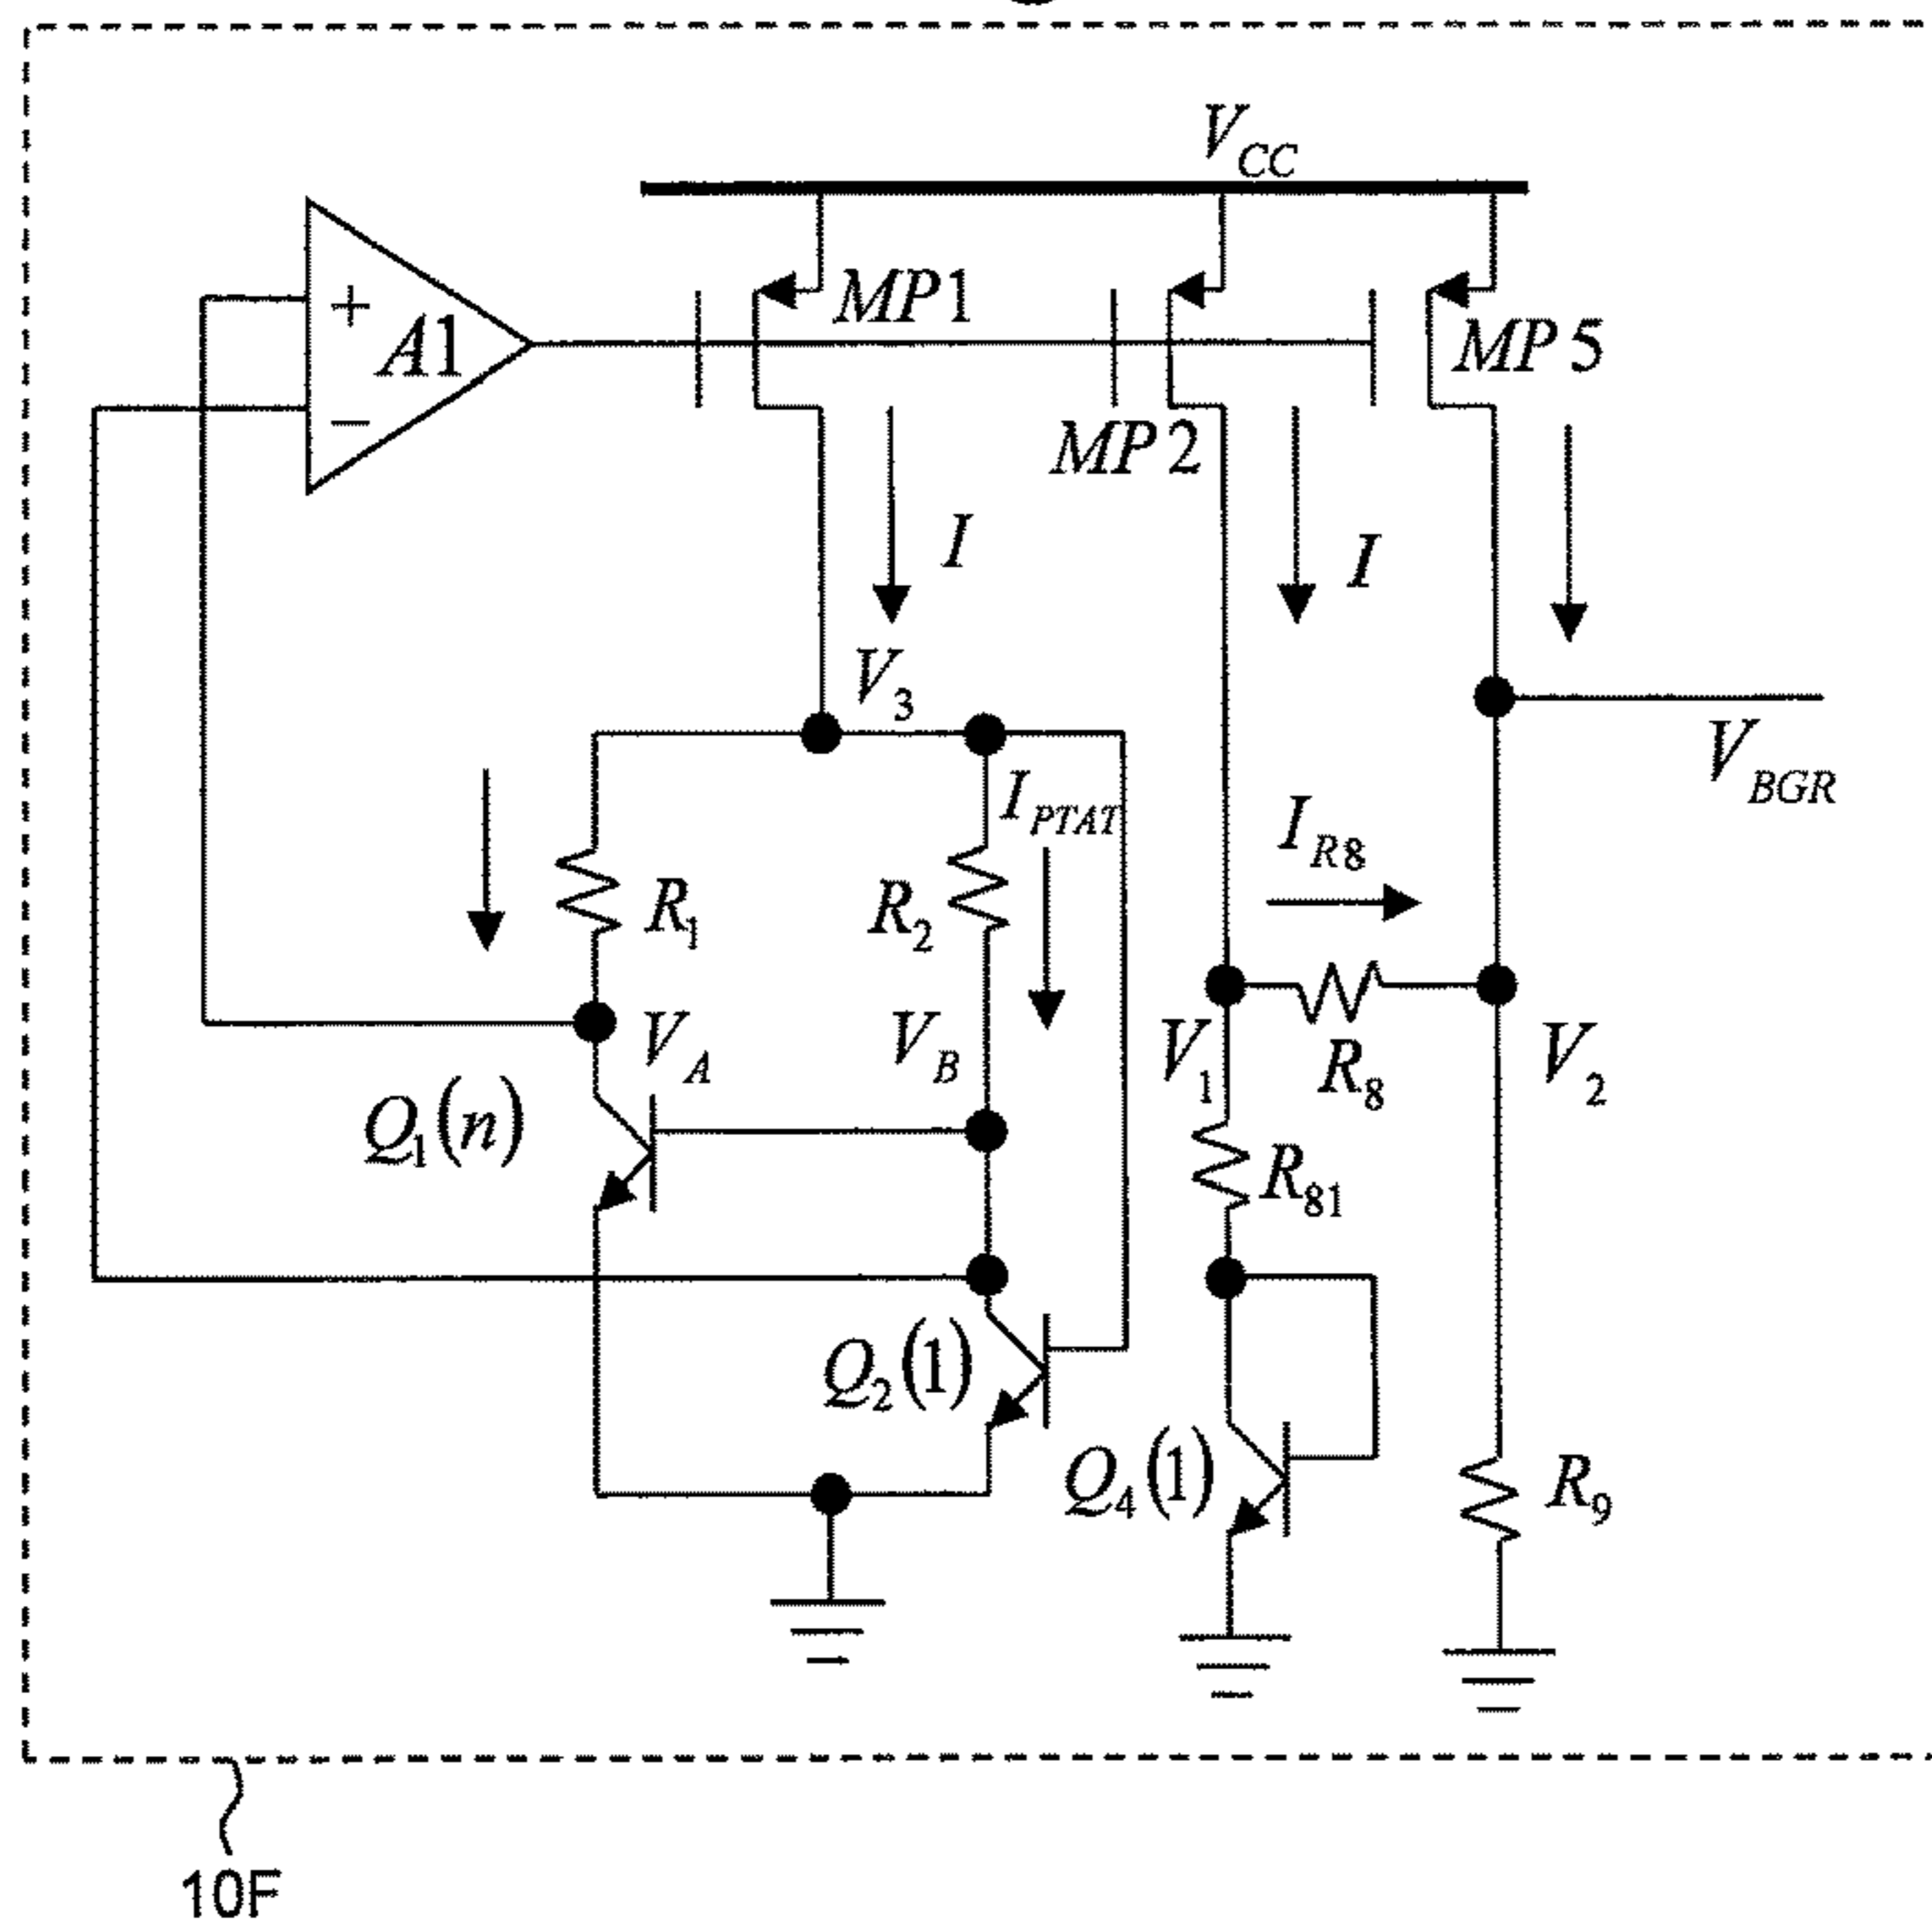 V_CC
+
A1
−
MP1
MP5
MP2
I
I
V_3
V_BGR
I_PTAT
I_R8
R_1
R_2
V_A
V_B
V_1
R_8
V_2
Q_1(n)
R_81
Q_2(1)
Q_4(1)
R_9
10F